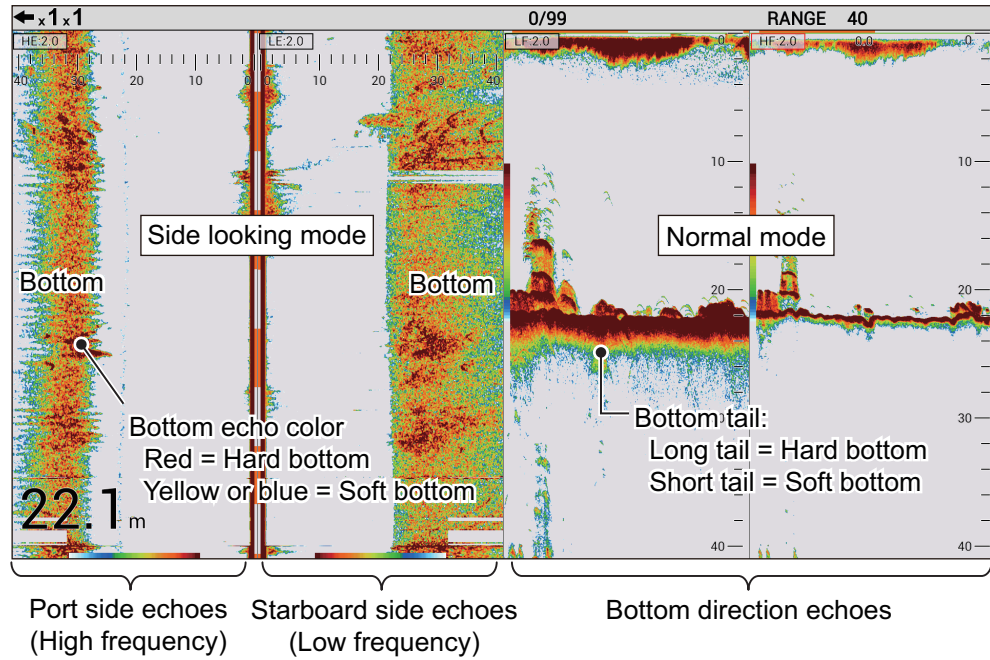 ←x1x1 0/99 RANGE 40
HE:2.0 LE:2.0 LF:2.0 HF:2.0
0.0
0 0
40 30 20 10 0 0 10 20 30 40
10 10
Side looking mode
Normal mode
Bottom
Bottom
20 20
Bottom echo color
Red = Hard bottom
Yellow or blue = Soft bottom
Bottom tail:
Long tail = Hard bottom
Short tail = Soft bottom
30 30
22.1 m
40 40
Port side echoes
(High frequency)
Starboard side echoes
(Low frequency)
Bottom direction echoes